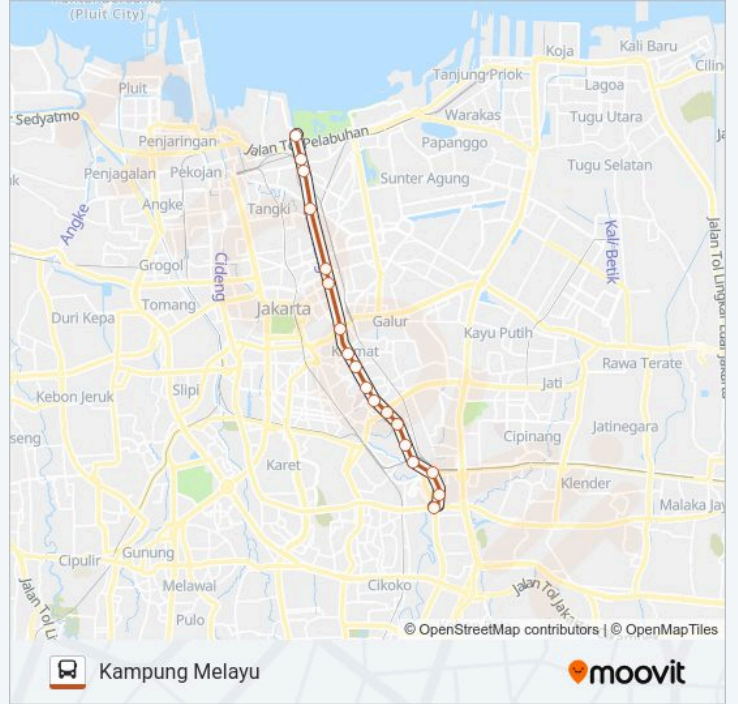 (Pluit City)
Koja
Kali Baru
Tanjung Priok
Pluit
Lagoa
Sedyatmo
Warakas
Tugu Utara
Penjaringan
Jalan Tol Pelabuhan
Papanggo
Penjagalan
Pekojan
Tugu Selatan
Sunter Agung
Angke
Tangki
Angke
Kali Betik
Cideng
Grogol
Jakarta
Tomang
Duri Kepa
Galur
Kayu Putih
Rawa Terate
Slipi
Jati
Kebon Jeruk
Jatinegara
Cipinang
Karet
Klender
Malaka Jay
Gunung
Cipulir
Melawai
Cikoko
Pulo
© OpenStreetMap contributors | © OpenMapTiles
Kampung Melayu
moovit